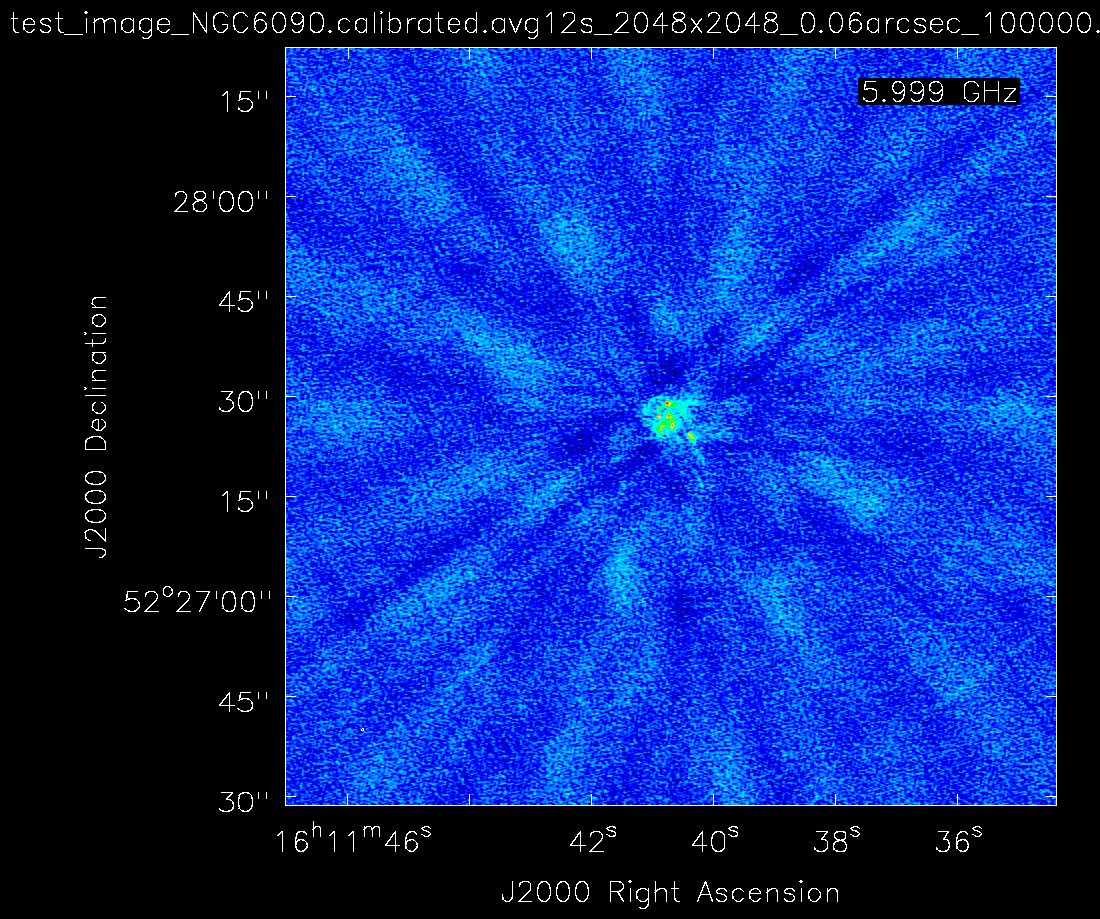 test_image_NGC6090.calibrated.avg12s_2048x2048_0.06arcsec_100000.
5.999 GHz
15''
28'00''
45''
30''
15''
52°27'00''
45''
30''
J2000 Declination
16ʰ11ᵐ46ˢ 42ˢ 40ˢ 38ˢ 36ˢ
J2000 Right Ascension